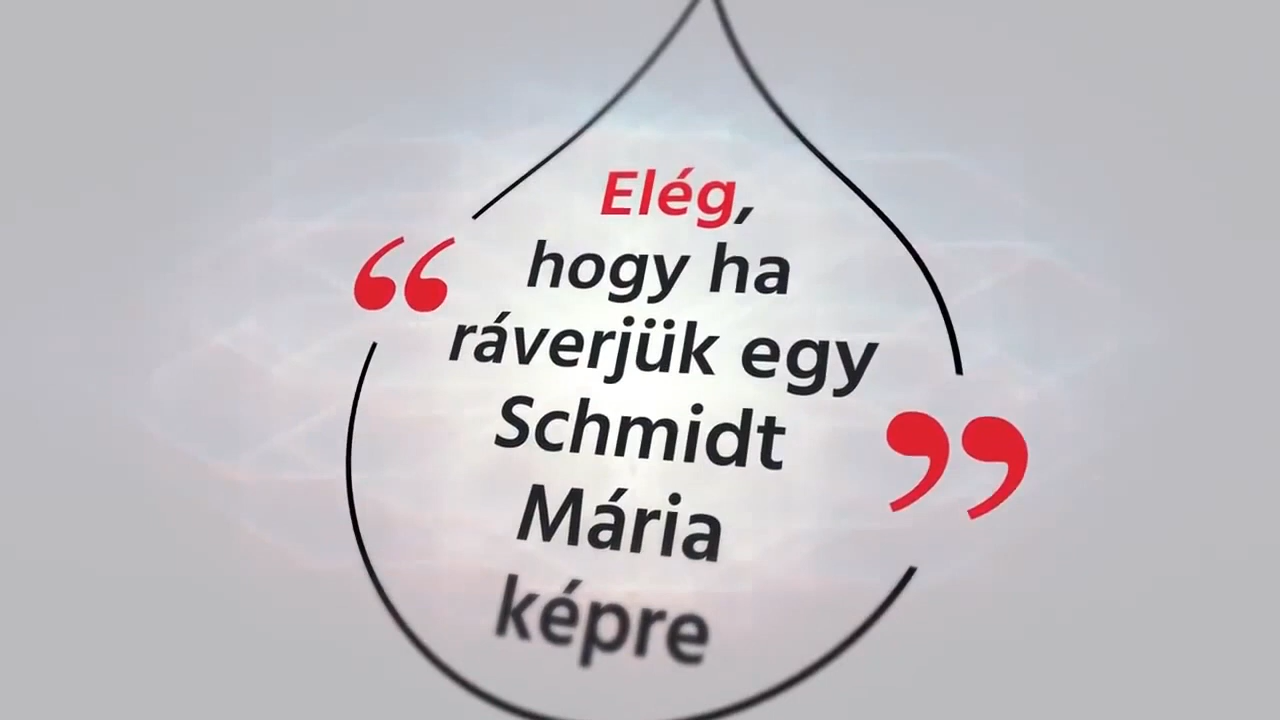 “Elég,
hogy ha
ráverjük egy
Schmidt
Mária
képre”